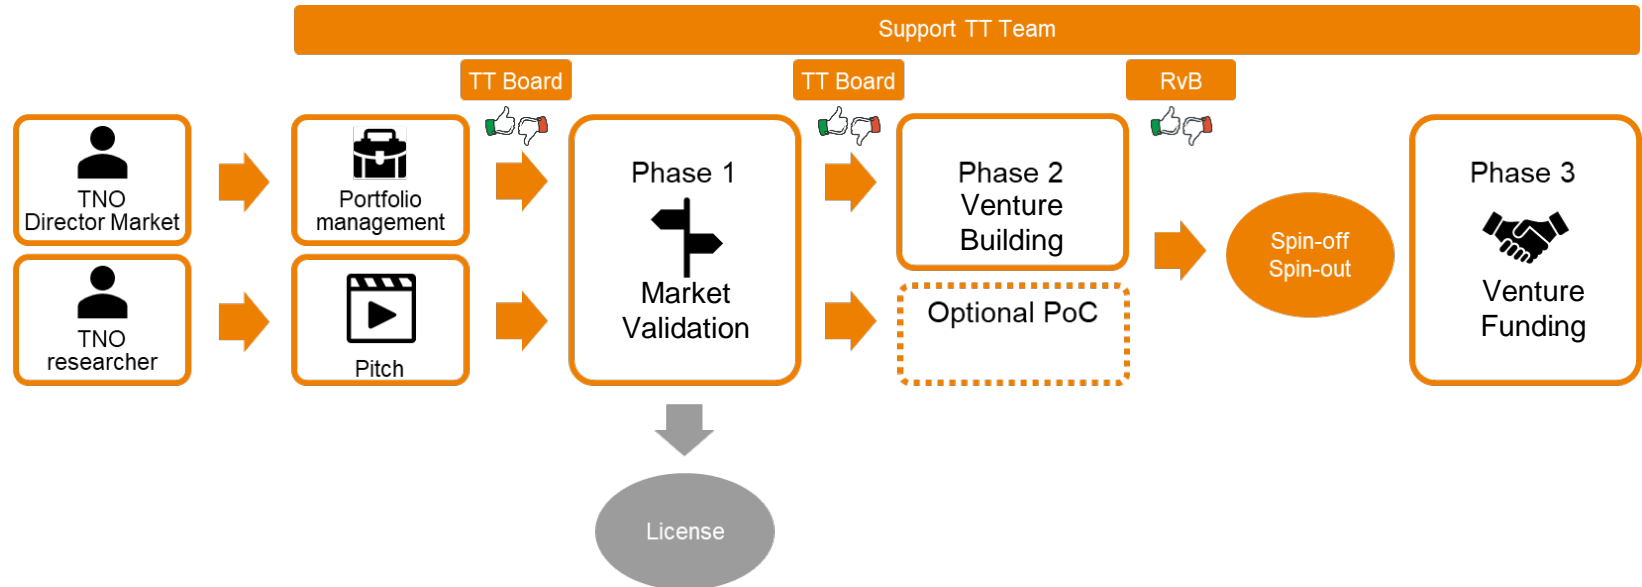 Support TT Team
TT Board
TT Board
RvB
TNO
Director Market
Portfolio
management
Phase 1
Market
Validation
Phase 2
Venture
Building
Spin-off
Spin-out
Phase 3
Venture
Funding
TNO
researcher
Pitch
Optional PoC
License